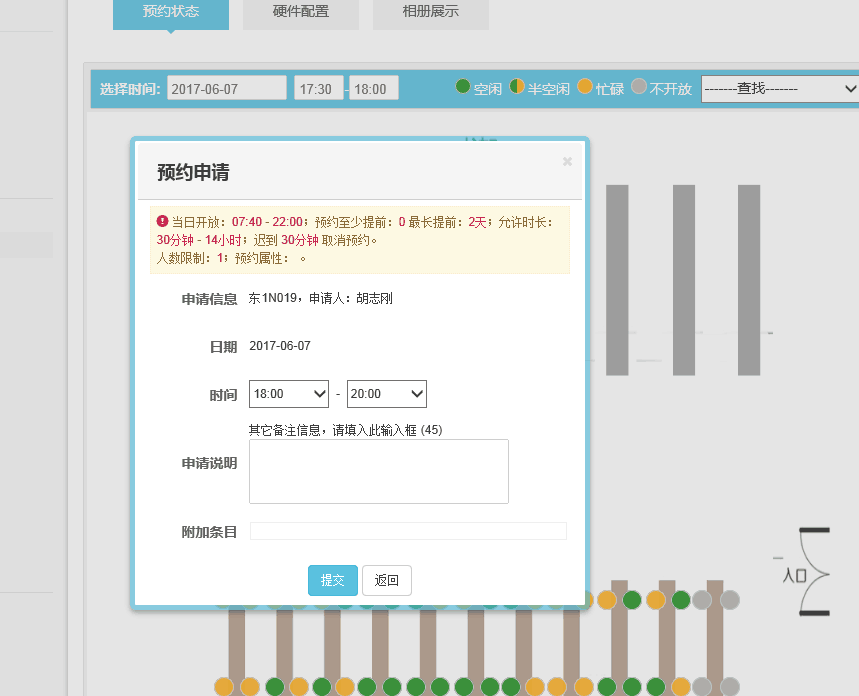 预约状态 硬件配置 相册展示
选择时间: 2017-06-07 17:30 - 18:00 空闲 半空闲 忙碌 不开放 -------查找-------
预约申请 ×
当日开放：07:40 - 22:00；预约至少提前：0 最长提前：2天；允许时长：
30分钟 - 14小时；迟到 30分钟 取消预约。
人数限制：1；预约属性： 。
申请信息 东1N019，申请人：胡志刚
日期 2017-06-07
时间 18:00 - 20:00
其它备注信息，请填入此输入框 (45)
申请说明
附加条目
提交 返回
入口